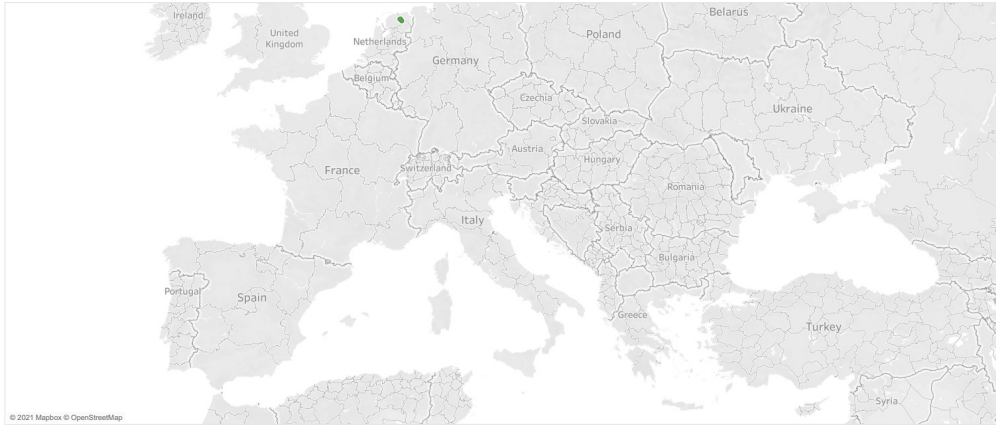 Ireland
United
Kingdom
Netherlands
Belgium
Germany
Poland
Belarus
Czechia
Slovakia
Ukraine
Austria
Hungary
Switzerland
France
Romania
Italy
Serbia
Bulgaria
Portugal
Spain
Greece
Turkey
Syria
© 2021 Mapbox © OpenStreetMap